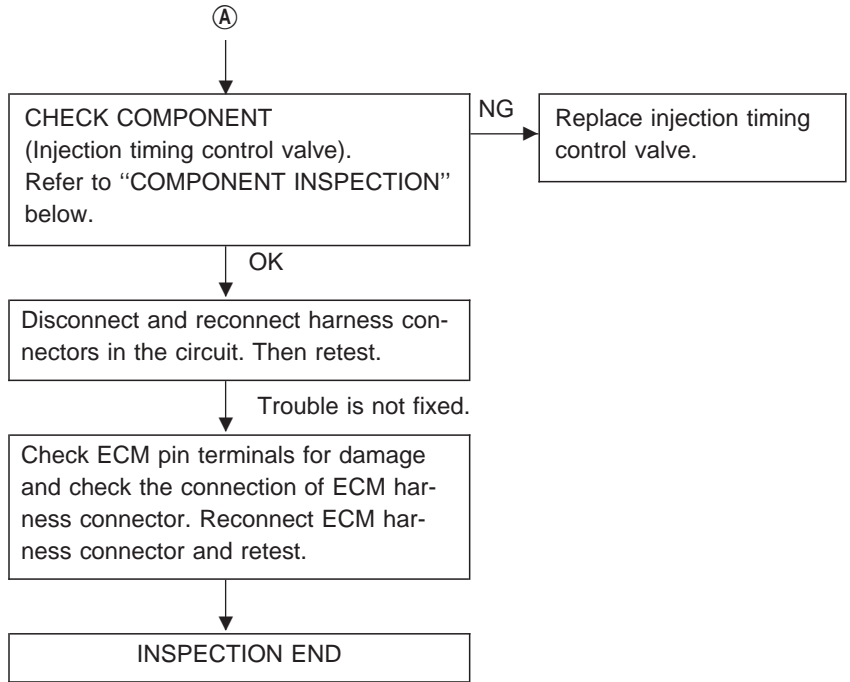 Ⓐ
CHECK COMPONENT
(Injection timing control valve).
Refer to ‘‘COMPONENT INSPECTION’’
below.
NG
Replace injection timing
control valve.
OK
Disconnect and reconnect harness con-
nectors in the circuit. Then retest.
Trouble is not fixed.
Check ECM pin terminals for damage
and check the connection of ECM har-
ness connector. Reconnect ECM har-
ness connector and retest.
INSPECTION END